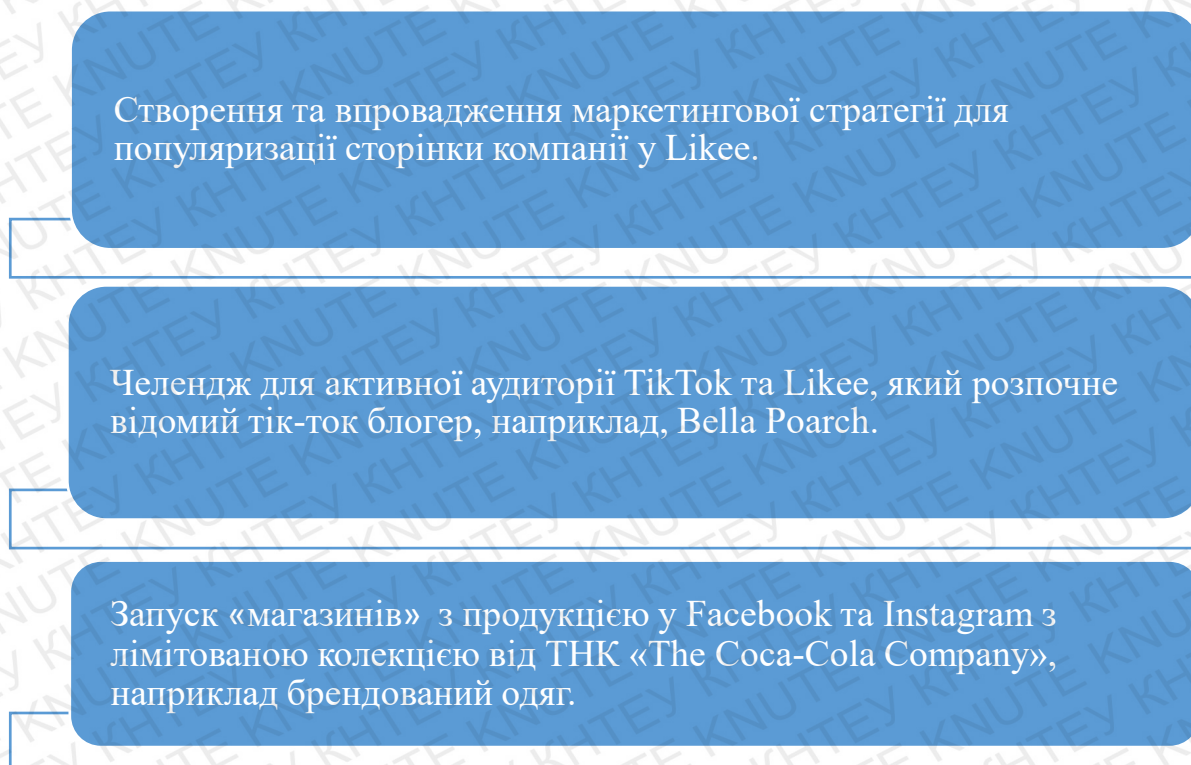 Створення та впровадження маркетингової стратегії для
популяризації сторінки компанії у Likee.
Челендж для активної аудиторії TikTok та Likee, який розпочне
відомий тік-ток блогер, наприклад, Bella Poarch.
Запуск «магазинів»  з продукцією у Facebook та Instagram з
лімітованою колекцією від ТНК «The Coca-Cola Company»,
наприклад брендований одяг.